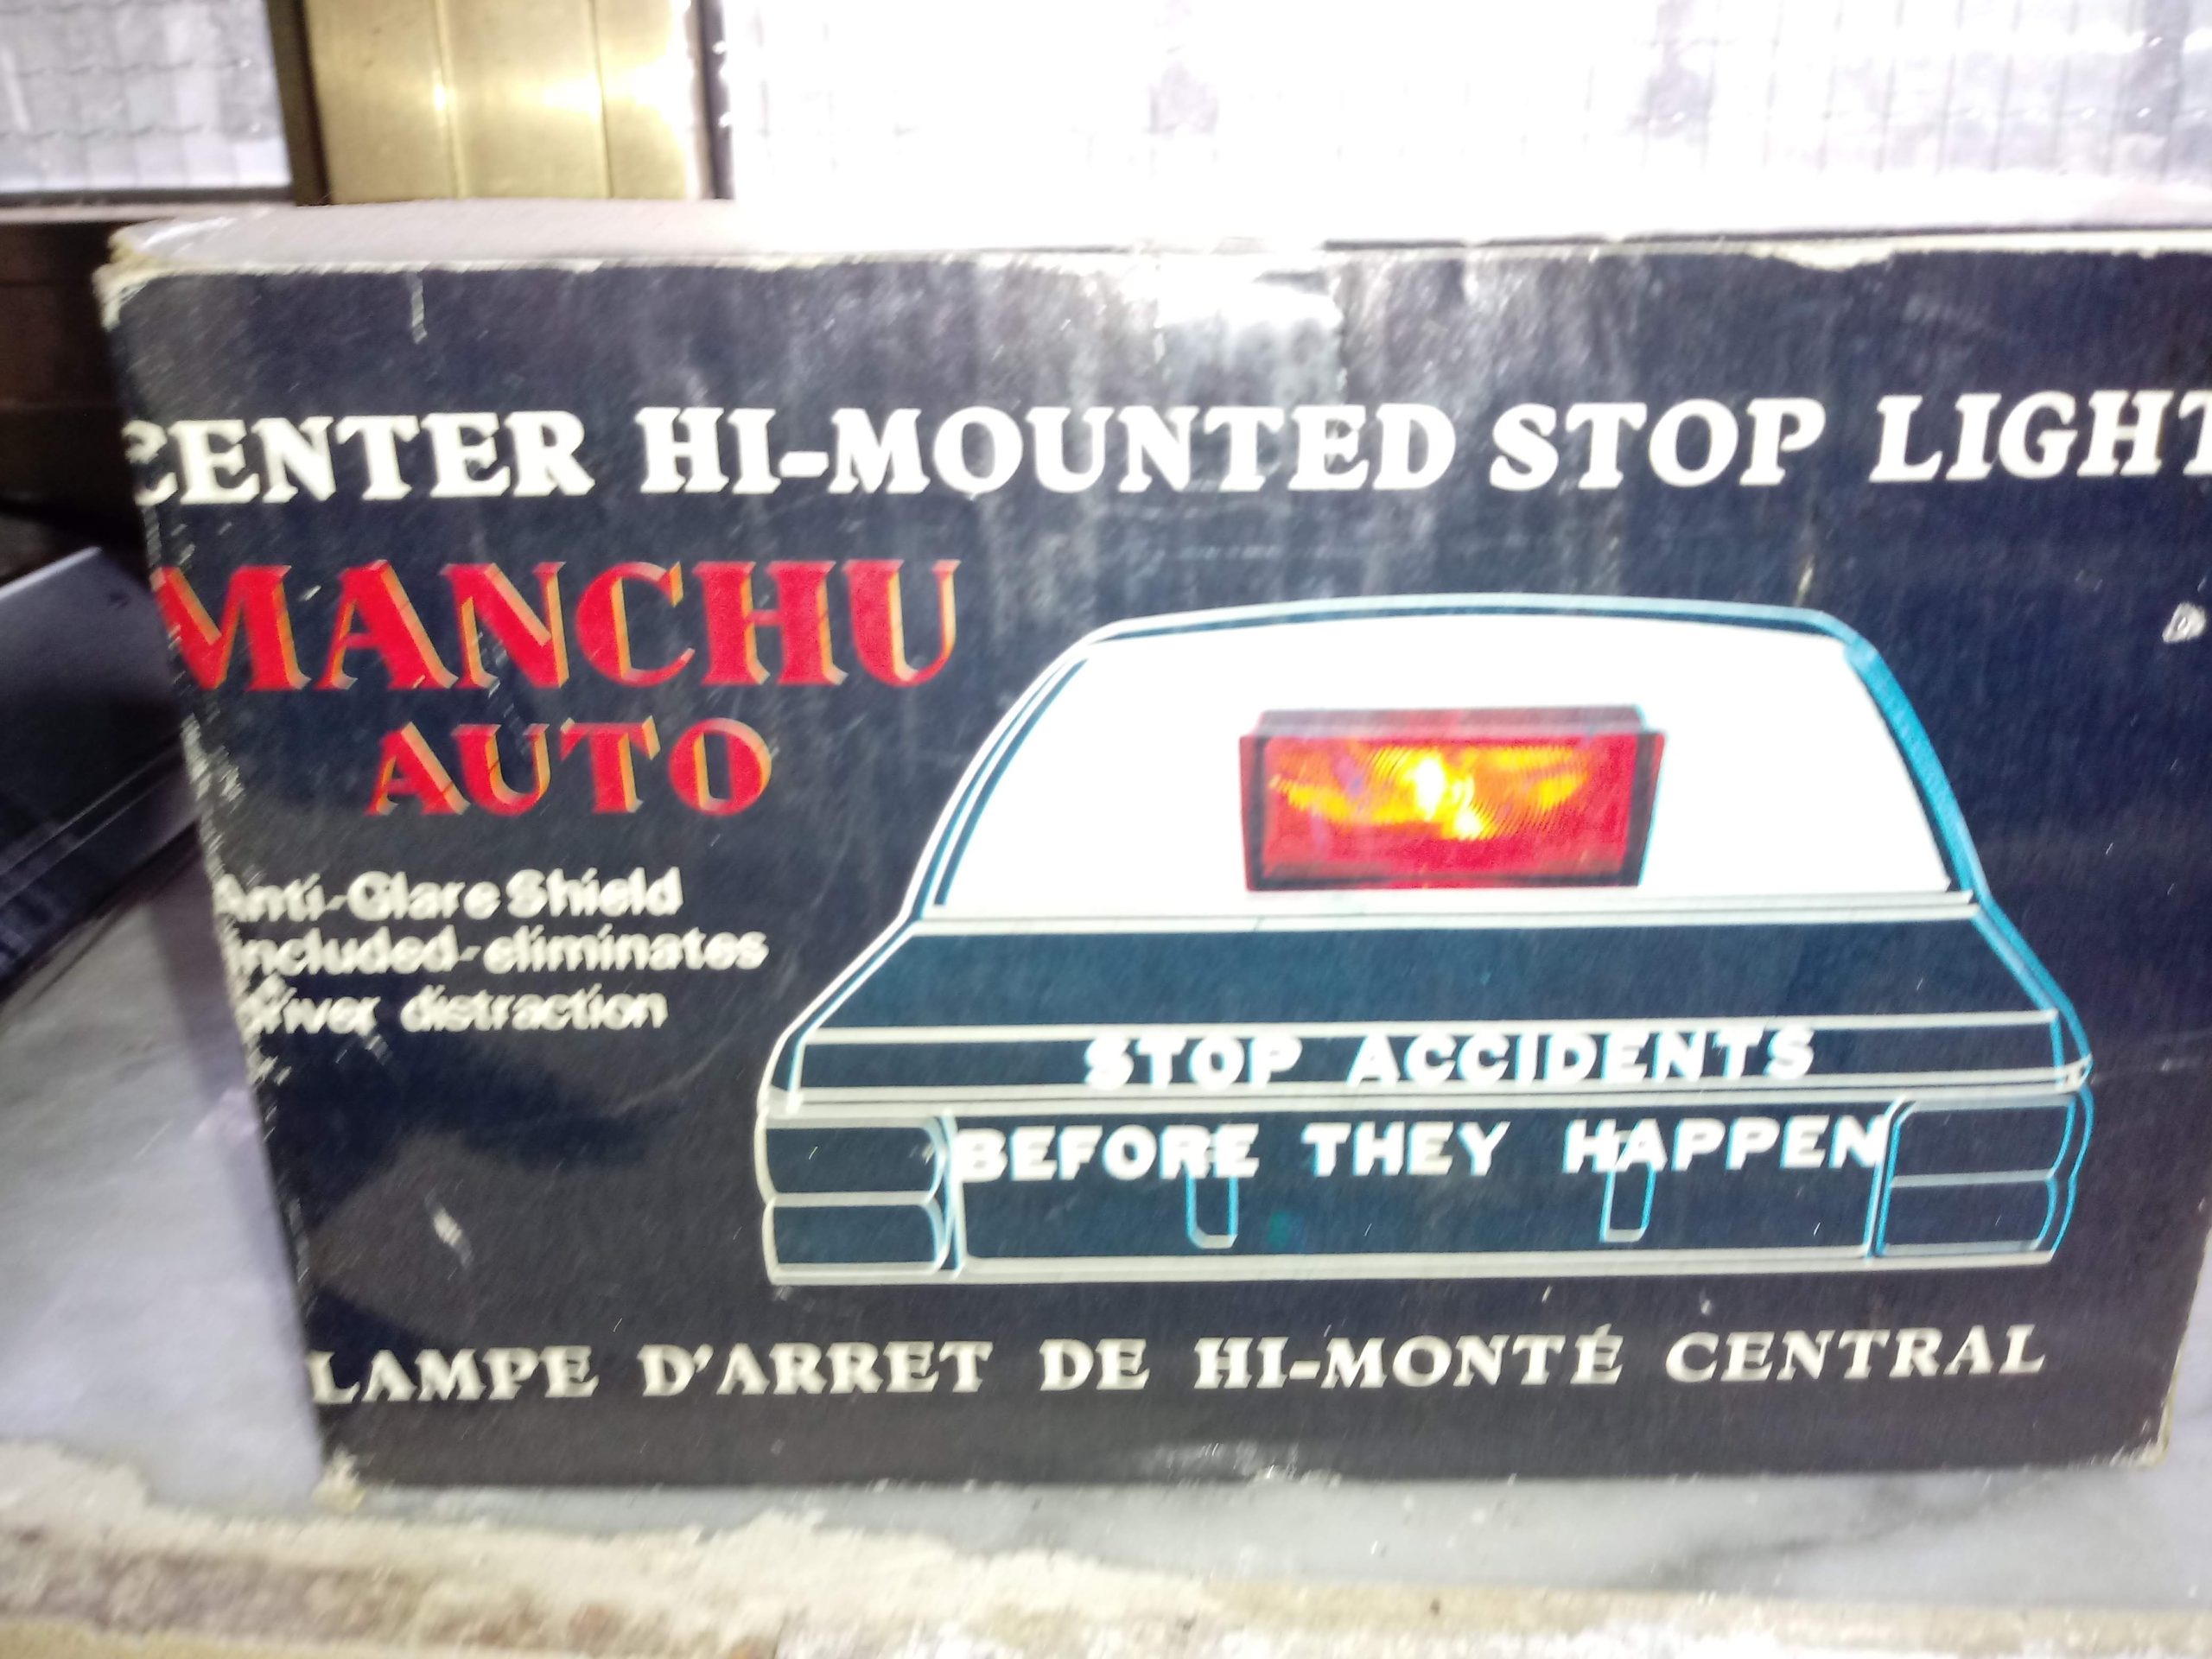 CENTER HI-MOUNTED STOP LIGHT
MANCHU
AUTO
Anti-Glare Shield
included-eliminates
driver distraction
STOP ACCIDENTS
BEFORE THEY HAPPEN
LAMPE D'ARRET DE HI-MONTÉ CENTRAL